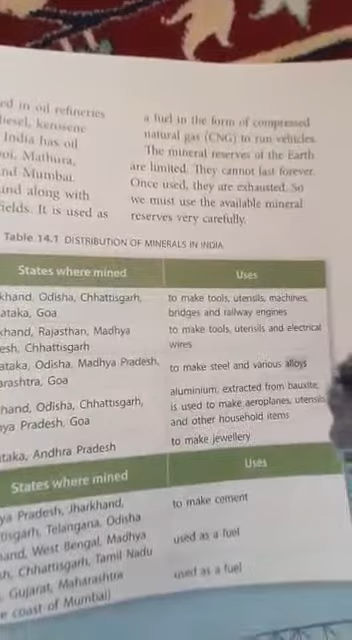 ed in oil refineries
diesel, kerosene
India has oil
oi, Mathura,
nd Mumbai.
und along with
ields. It is used as
a fuel in the form of compressed
natural gas (CNG) to run vehicles.
The mineral reserves of the Earth
are limited. They cannot last forever.
Once used, they are exhausted. So
we must use the available mineral
reserves very carefully.
Table 14.1 DISTRIBUTION OF MINERALS IN INDIA
States where mined Uses
khand, Odisha, Chhattisgarh,
ataka, Goa
to make tools, utensils, machines,
bridges and railway engines
khand, Rajasthan, Madhya
esh, Chhattisgarh
to make tools, utensils and electrical
wires
ataka, Odisha, Madhya Pradesh,
arashtra, Goa
to make steel and various alloys
hand, Odisha, Chhattisgarh,
ya Pradesh, Goa
aluminium, extracted from bauxite,
is used to make aeroplanes, utensils
and other household items
ataka, Andhra Pradesh
to make jewellery
States where mined Uses
ya Pradesh, Jharkhand,
tisgarh, Telangana, Odisha
to make cement
hand, West Bengal, Madhya
sh, Chhattisgarh, Tamil Nadu
used as a fuel
, Gujarat, Maharashtra
e coast of Mumbai)
used as a fuel